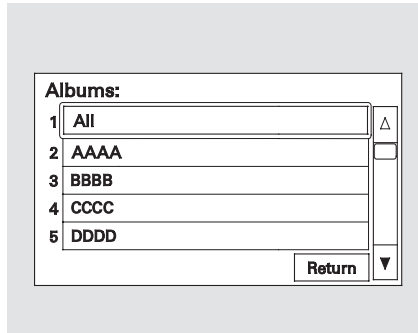 Albums:
1 All
2 AAAA
3 BBBB
4 CCCC
5 DDDD
Return